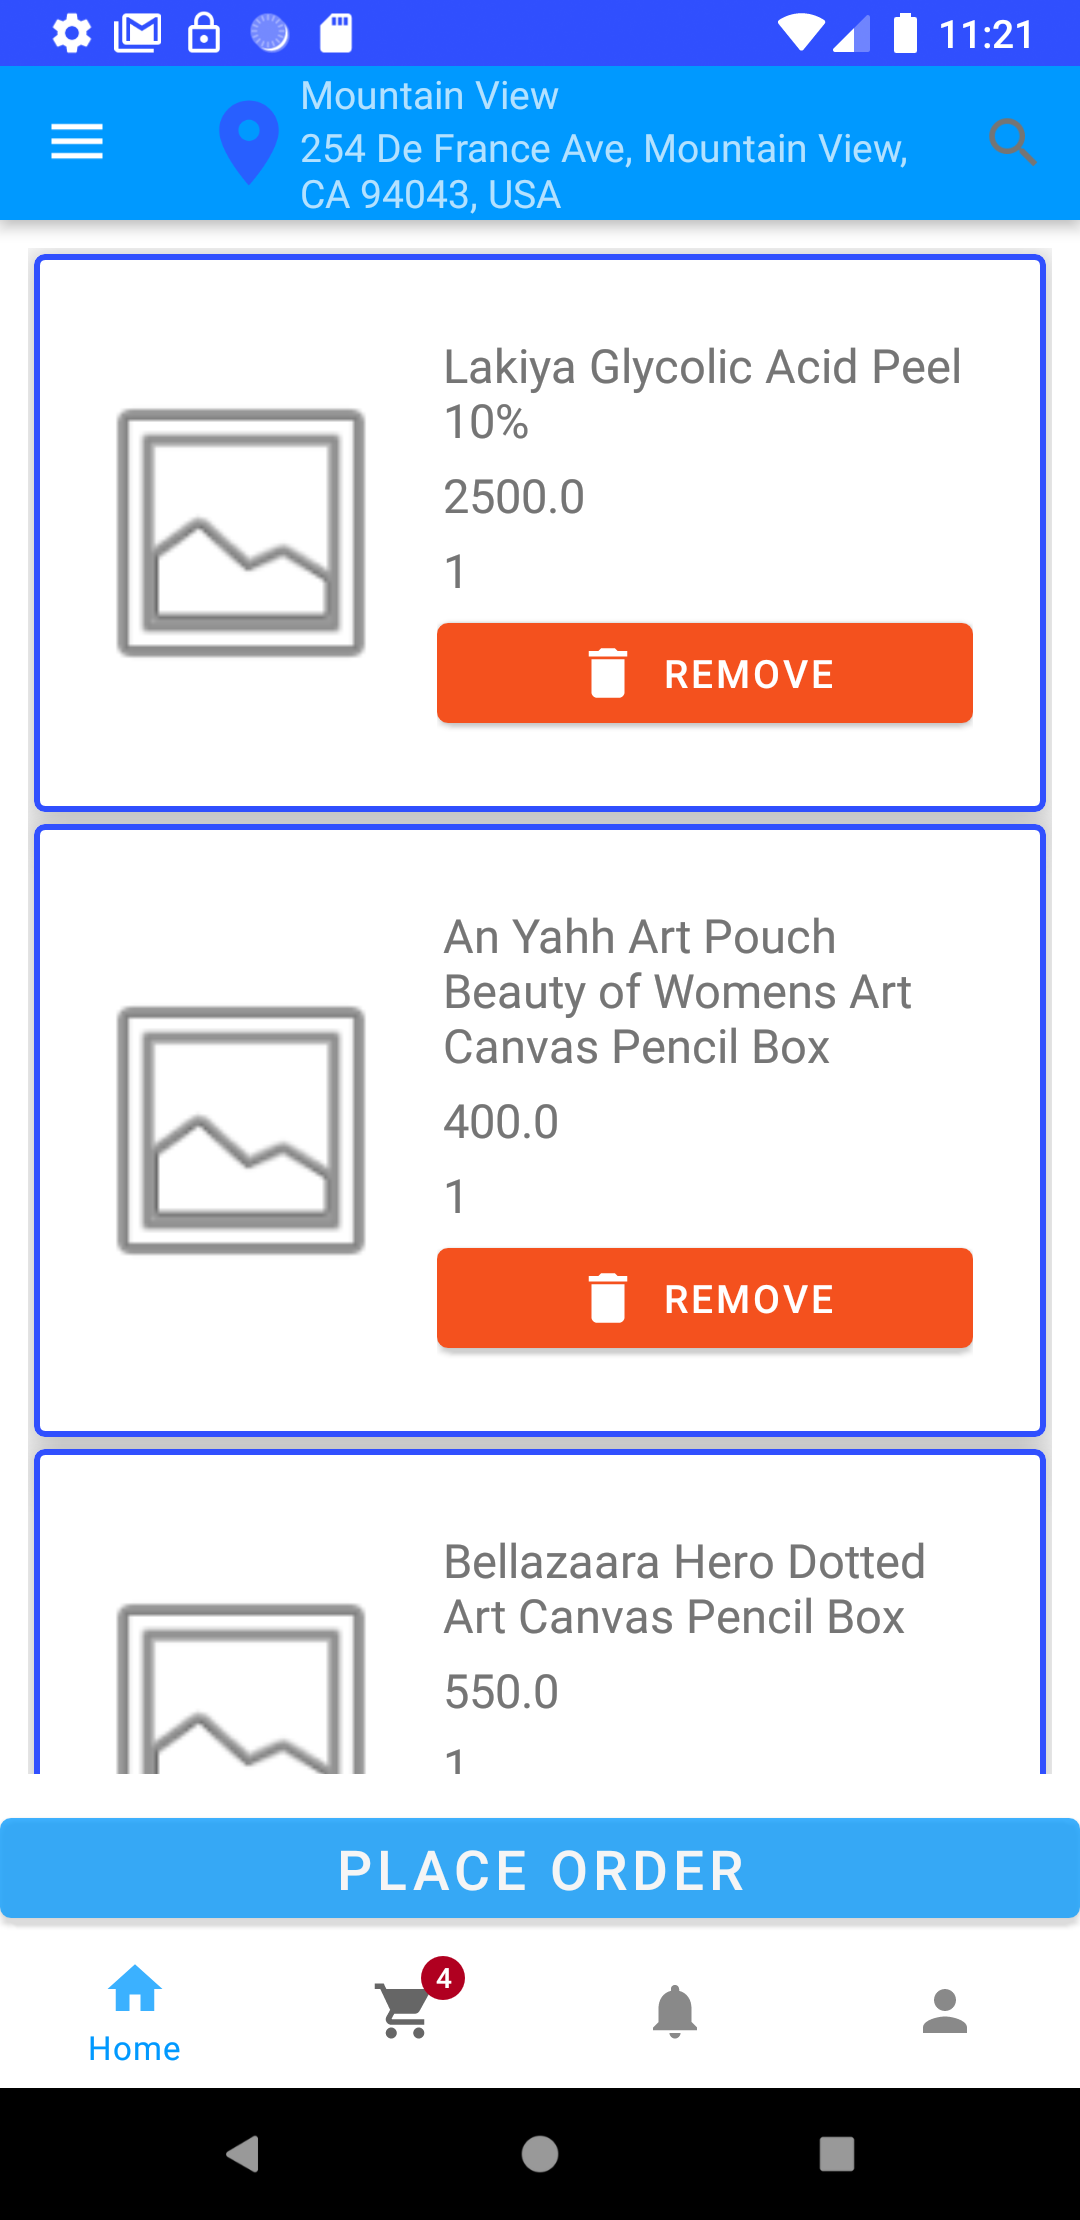 11:21
Mountain View
254 De France Ave, Mountain View,
CA 94043, USA
Lakiya Glycolic Acid Peel
10%
2500.0
1
REMOVE
An Yahh Art Pouch
Beauty of Womens Art
Canvas Pencil Box
400.0
1
REMOVE
Bellazaara Hero Dotted
Art Canvas Pencil Box
550.0
1
PLACE ORDER
4
Home